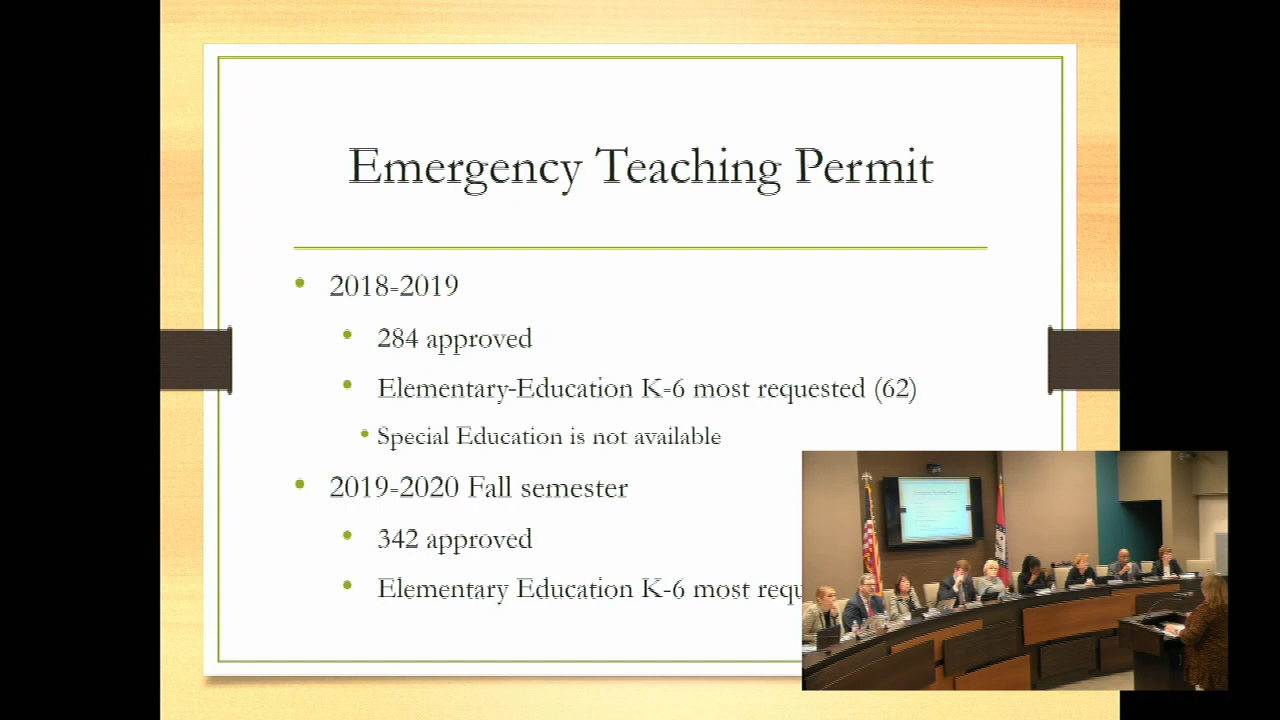 Emergency Teaching Permit
• 2018-2019
• 284 approved
• Elementary-Education K-6 most requested (62)
• Special Education is not available
• 2019-2020 Fall semester
• 342 approved
• Elementary Education K-6 most